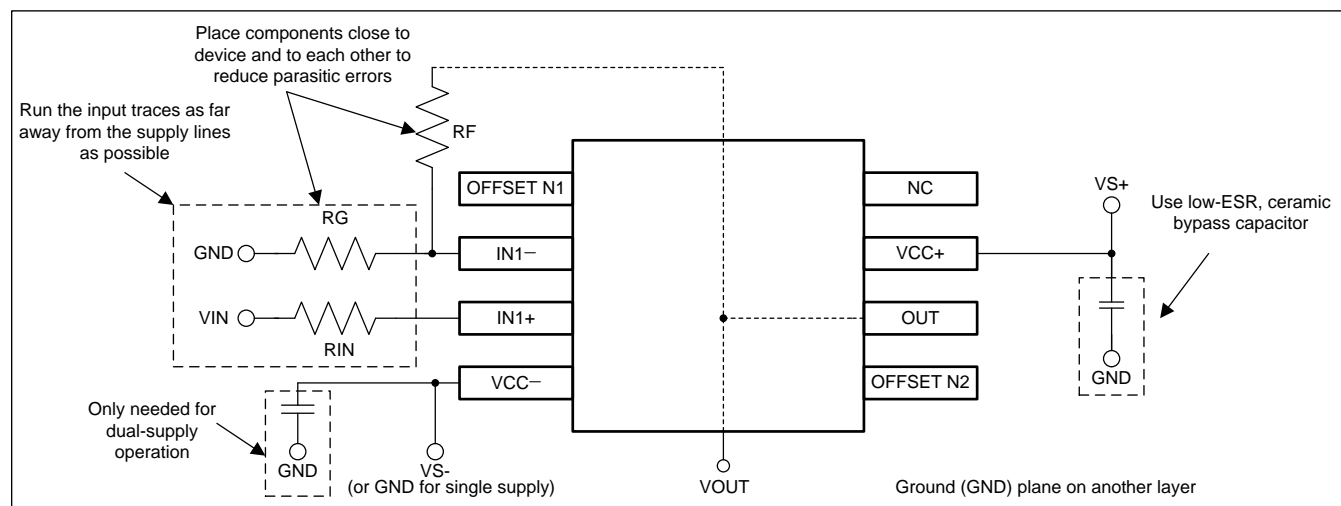 Place components close to
device and to each other to
reduce parasitic errors
Run the input traces as far
away from the supply lines
as possible
RF
OFFSET N1
NC
VS+
Use low-ESR, ceramic
bypass capacitor
RG
GND
IN1−
VCC+
VIN
IN1+
OUT
RIN
GND
VCC−
OFFSET N2
Only needed for
dual-supply
operation
GND
VS-
(or GND for single supply)
VOUT
Ground (GND) plane on another layer